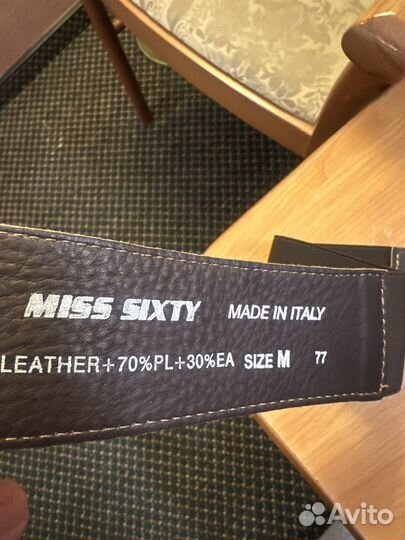 MISS SIXTY MADE IN ITALY
LEATHER+70%PL+30%EA SIZE M 77
Avito